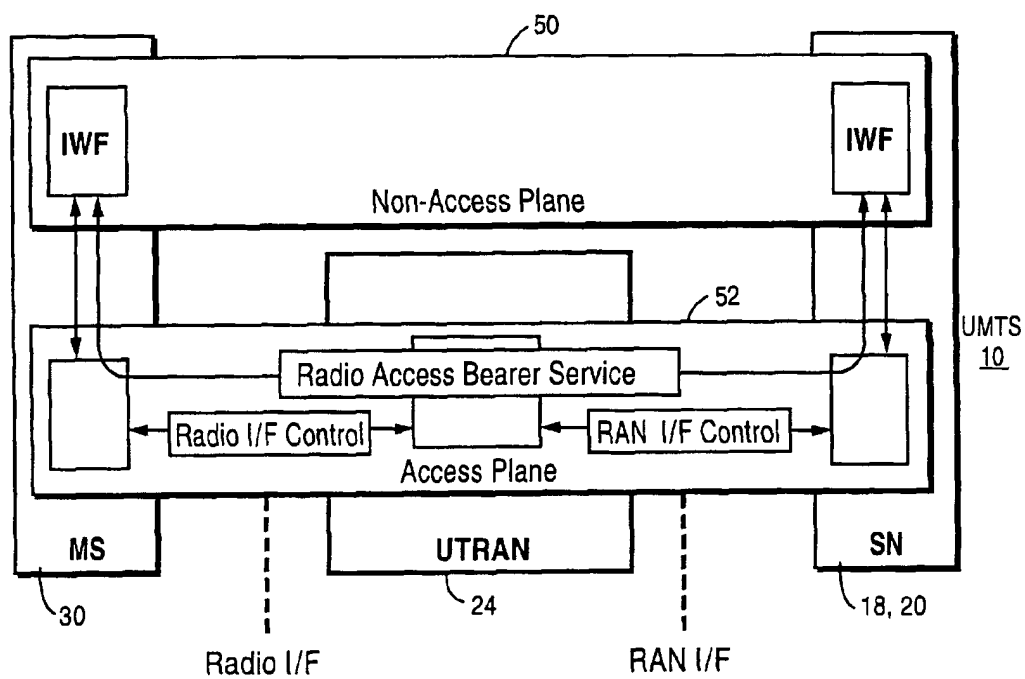 50
IWF
IWF
Non-Access Plane
52
UMTS
10
Radio Access Bearer Service
Radio I/F Control
RAN I/F Control
Access Plane
MS
UTRAN
SN
30
24
18, 20
Radio I/F
RAN I/F